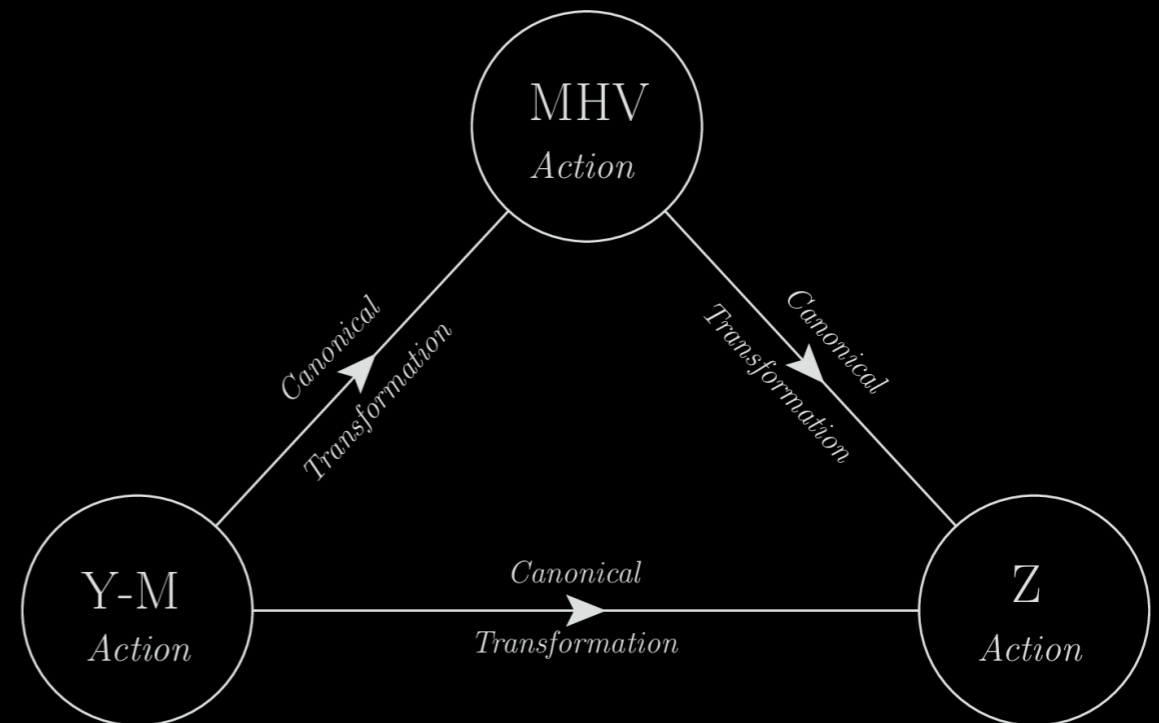 MHV
Action
Canonical
Transformation
Canonical
Transformation
Y-M
Action
Canonical
Transformation
Z
Action